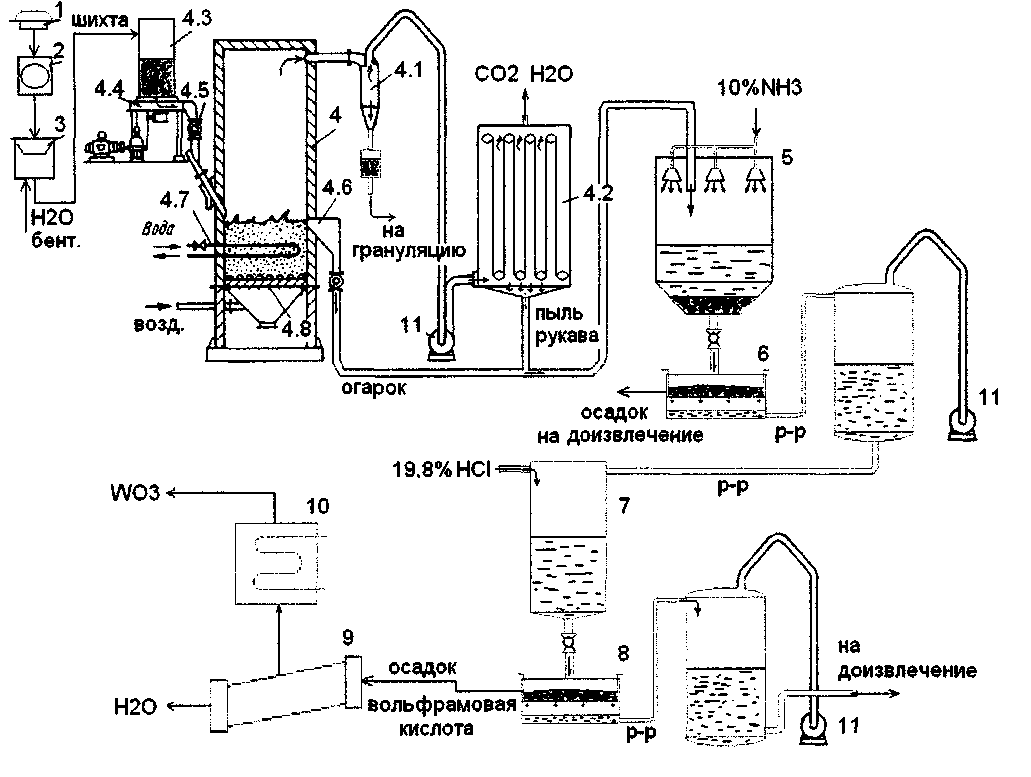 1
шихта
4.3
2
4.4
4.5
4.1
CO2 H2O
10%NH3
3
4
5
4.6
4.2
H2O
бент.
4.7
Вода
на
грануляцию
возд.
4.8
11
пыль
рукава
огарок
6
осадок
на доизвлечение
р-р
11
19,8% HCl
р-р
7
WO3
10
9
осадок
8
на
доизвлечение
H2O
вольфрамовая
кислота
р-р
11